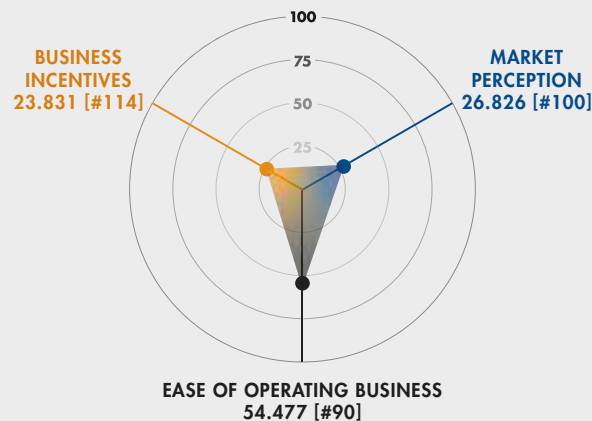 100
75
50
25
BUSINESS
INCENTIVES
23.831 [#114]
MARKET
PERCEPTION
26.826 [#100]
EASE OF OPERATING BUSINESS
54.477 [#90]